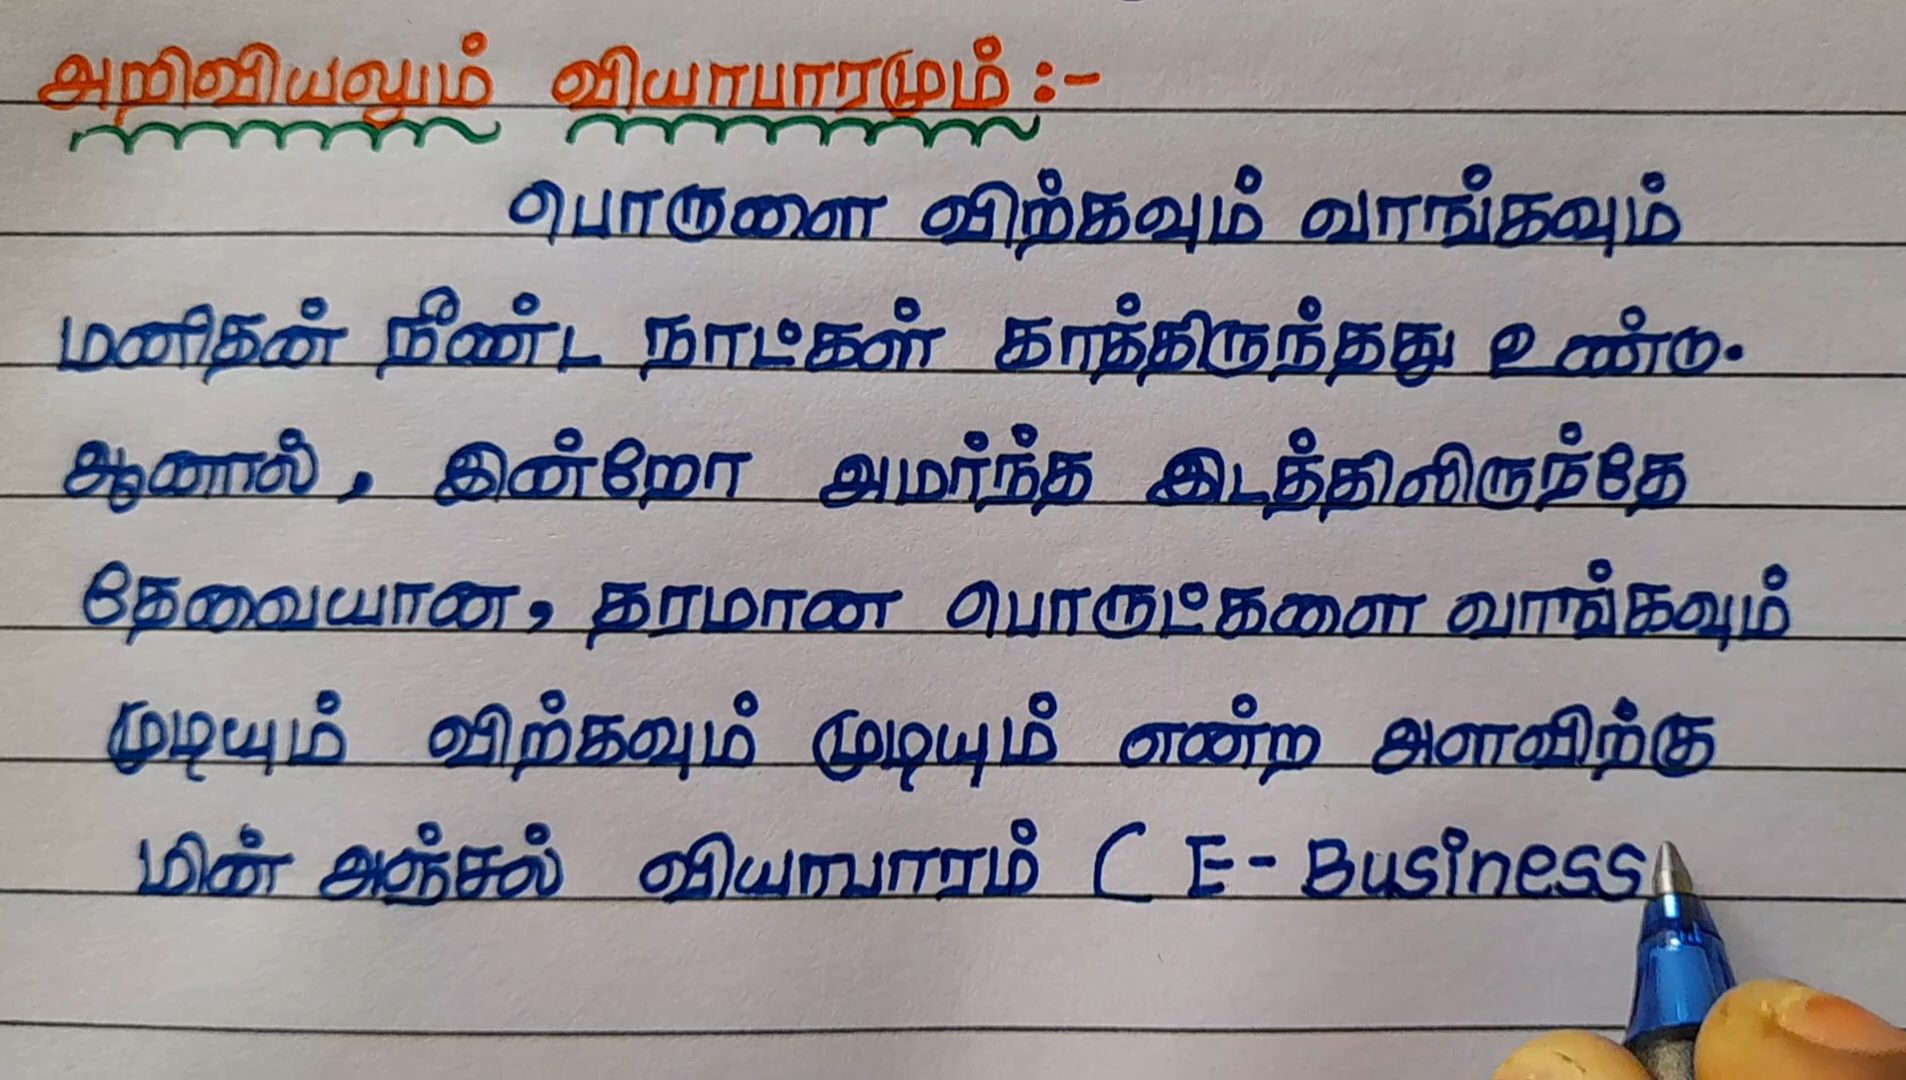 அறிவியலும் வியாபாரமும் :-
பொருளை விற்கவும் வாங்கவும்
மனிதன் நீண்ட நாட்கள் காத்திருந்தது உண்டு.
ஆனால், இன்றோ அமர்ந்த இடத்திலிருந்தே
தேவையான, தரமான பொருட்களை வாங்கவும்
முடியும் விற்கவும் முடியும் என்ற அளவிற்கு
மின் அஞ்சல் வியாபாரம் ( E - Business